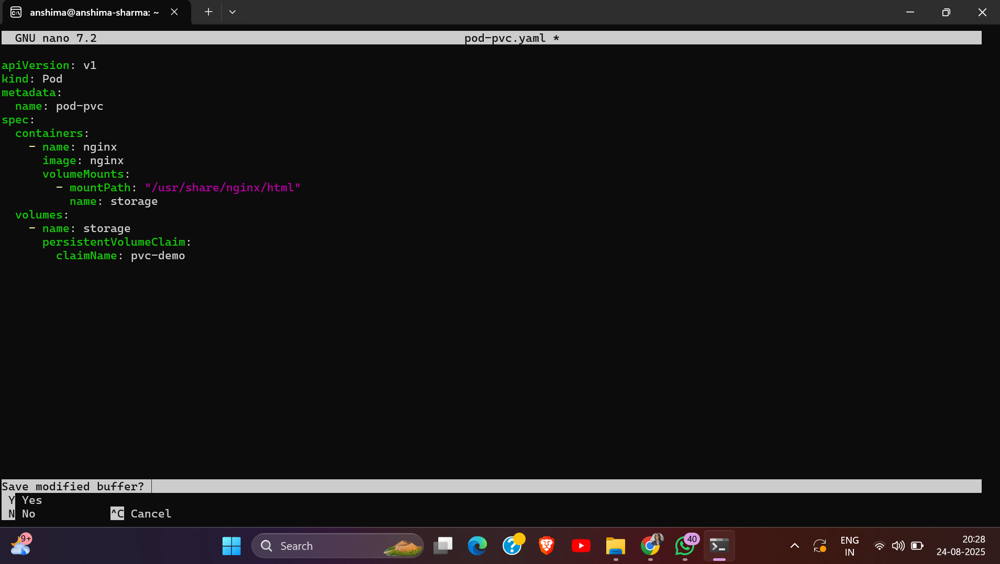 anshima@anshima-sharma: ~
GNU nano 7.2 pod-pvc.yaml *
apiVersion: v1
kind: Pod
metadata:
  name: pod-pvc
spec:
  containers:
    - name: nginx
      image: nginx
      volumeMounts:
        - mountPath: "/usr/share/nginx/html"
          name: storage
  volumes:
    - name: storage
      persistentVolumeClaim:
        claimName: pvc-demo
Save modified buffer?
Y Yes
N No ^C Cancel
9+
Search
40
ENG
IN
20:28
24-08-2025